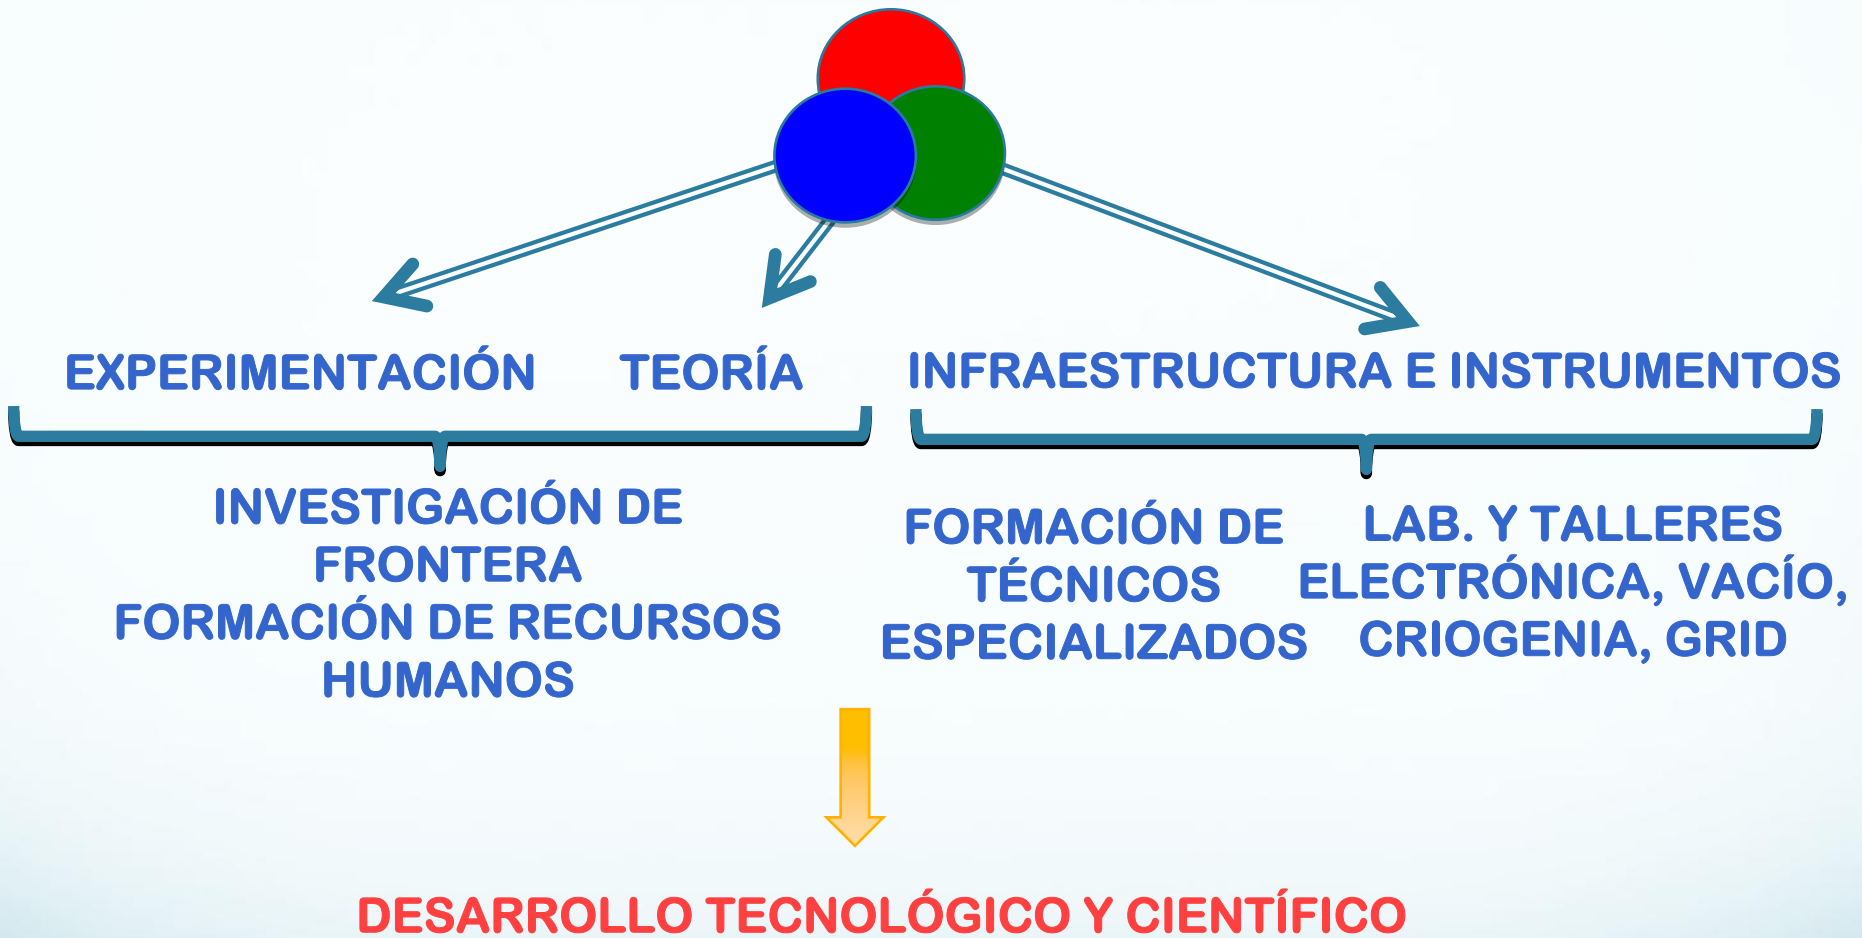 EXPERIMENTACIÓN
TEORÍA
INFRAESTRUCTURA E INSTRUMENTOS
INVESTIGACIÓN DE
FRONTERA
FORMACIÓN DE RECURSOS
HUMANOS
FORMACIÓN DE
TÉCNICOS
ESPECIALIZADOS
LAB. Y TALLERES
ELECTRÓNICA, VACÍO,
CRIOGENIA, GRID
DESARROLLO TECNOLÓGICO Y CIENTÍFICO